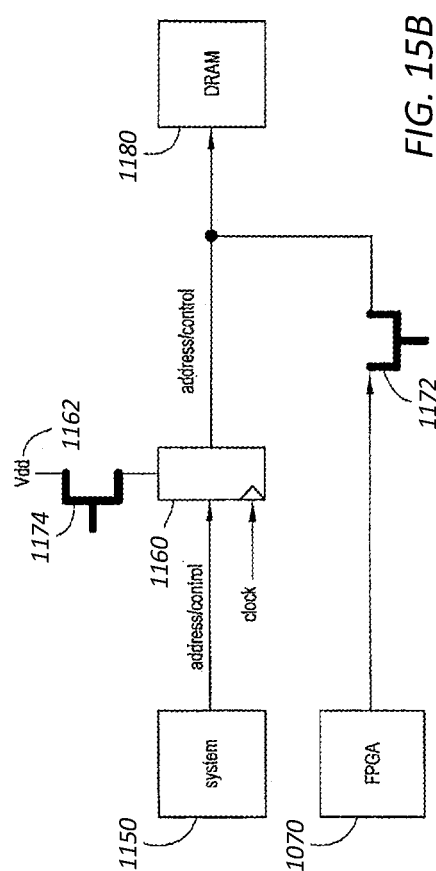 Vdd
1162
1174
1160
address/control
address/control
clock
system
1150
FPGA
1070
1172
DRAM
1180
FIG. 15B